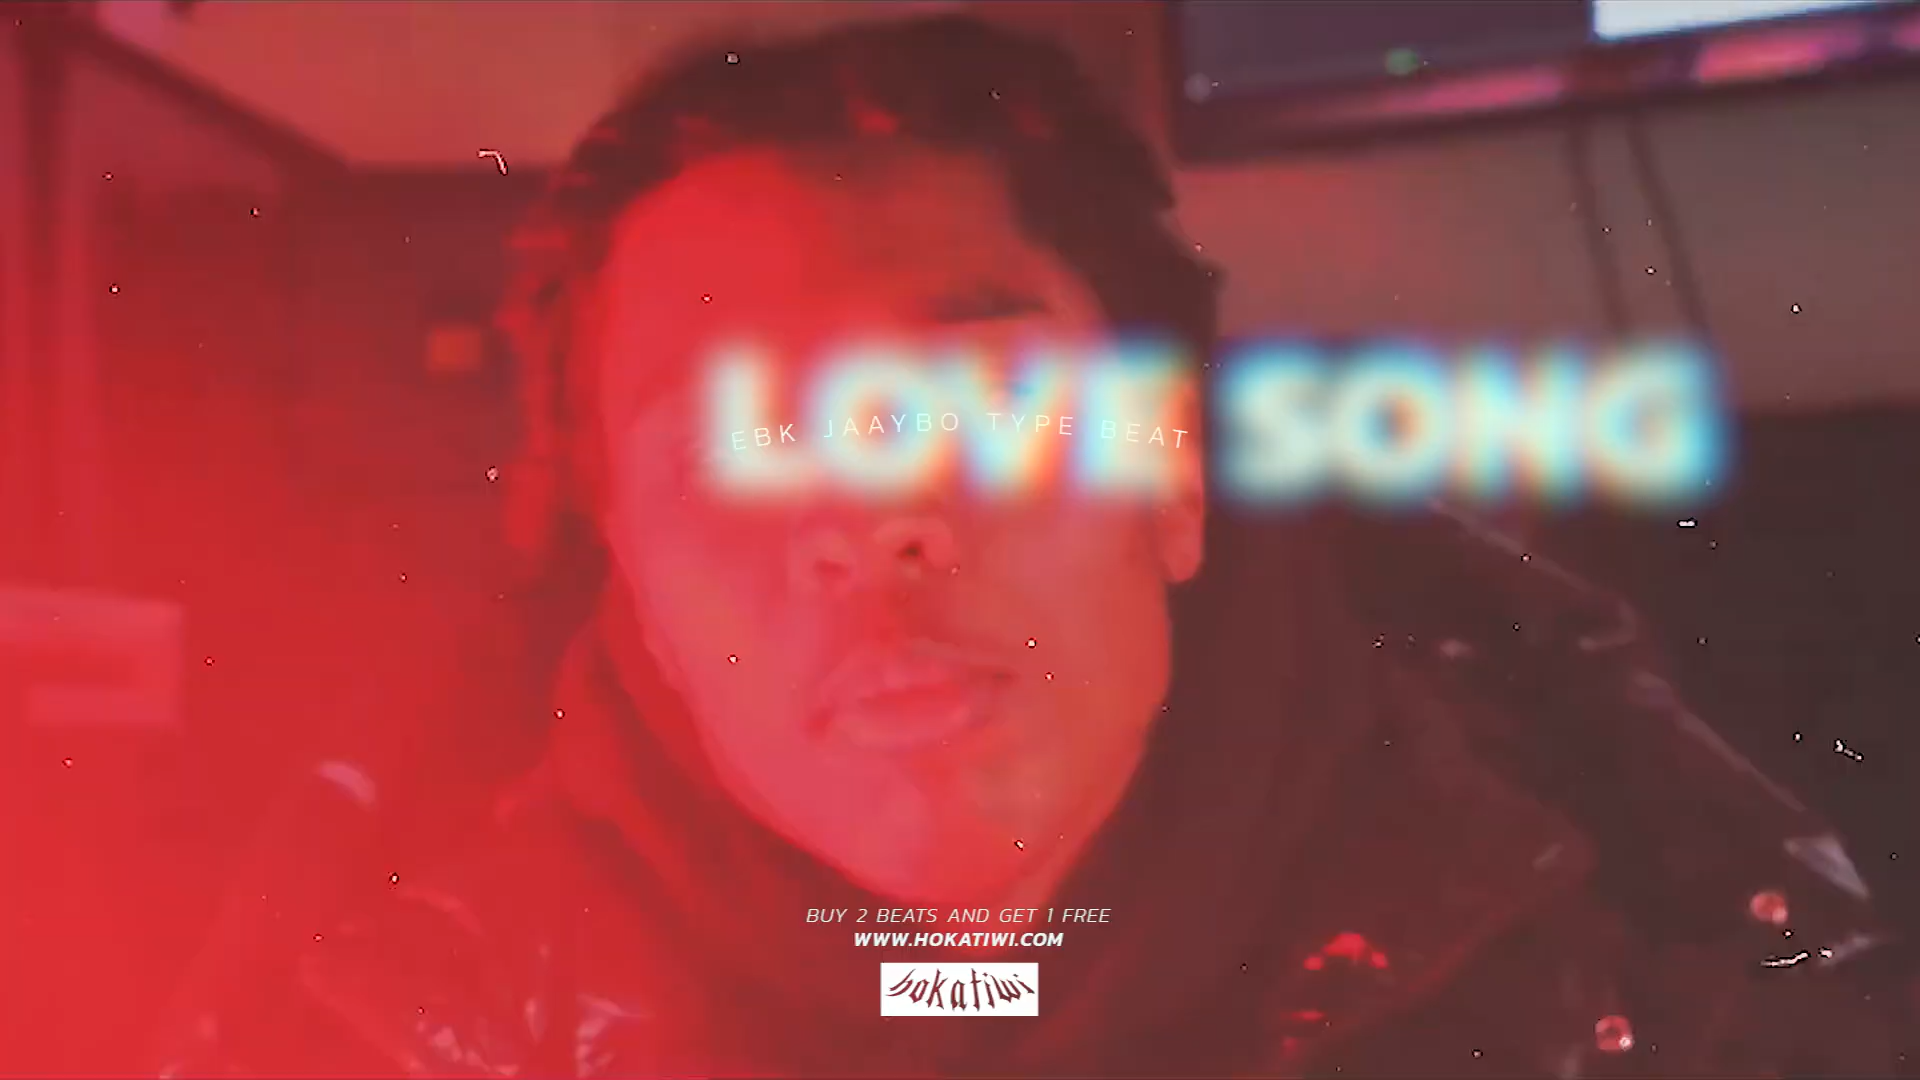 LOVE SONG
EBK JAAYBO TYPE BEAT
BUY 2 BEATS AND GET 1 FREE
WWW.HOKATIWI.COM
hokatiwi